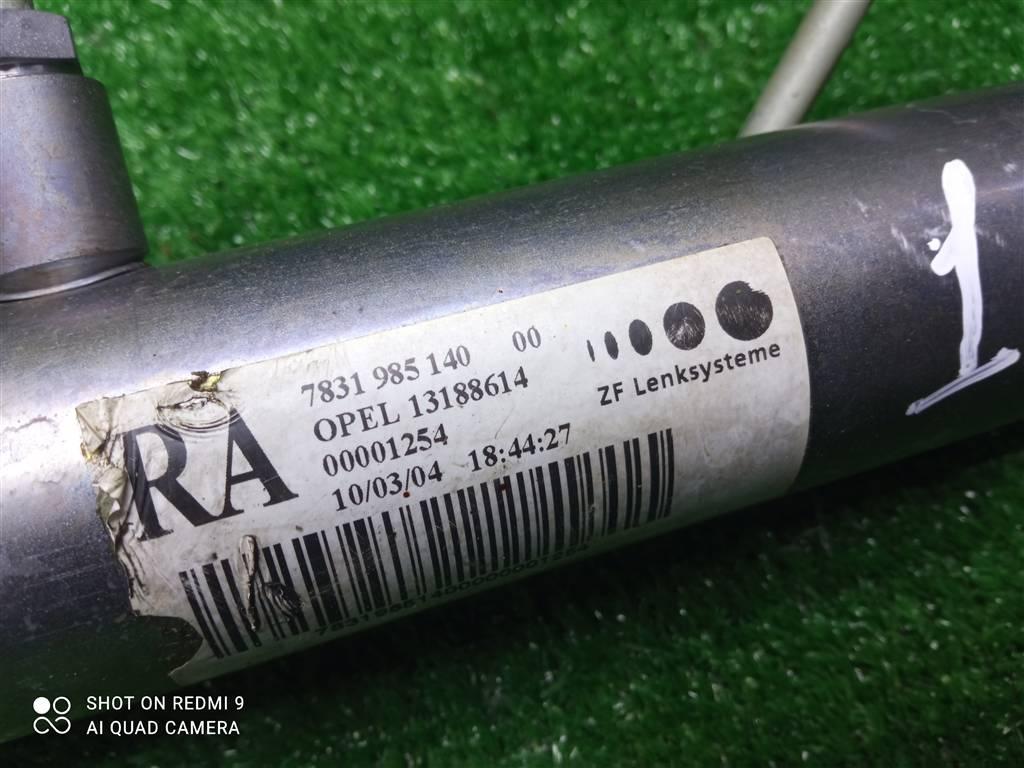 RA
7831 985 140 00
OPEL 13188614
00001254
10/03/04 18:44:27
ZF Lenksysteme
1
SHOT ON REDMI 9
AI QUAD CAMERA